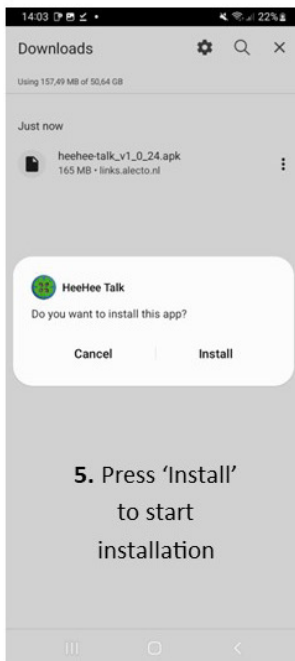 14:03
22%
Downloads
Using 157,49 MB of 50,64 GB
Just now
heehee-talk_v1_0_24.apk
165 MB • links.alecto.nl
HeeHee Talk
Do you want to install this app?
Cancel
Install
5. Press ‘Install’
to start
installation